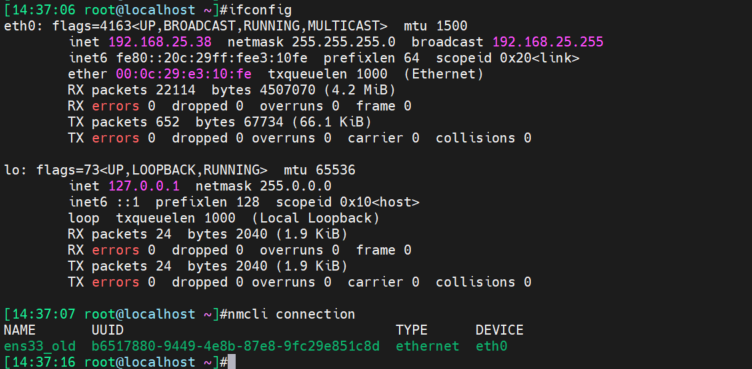 [14:37:06 root@localhost ~]#ifconfig
eth0: flags=4163<UP,BROADCAST,RUNNING,MULTICAST>  mtu 1500
        inet 192.168.25.38  netmask 255.255.255.0  broadcast 192.168.25.255
        inet6 fe80::20c:29ff:fee3:10fe  prefixlen 64  scopeid 0x20<link>
        ether 00:0c:29:e3:10:fe  txqueuelen 1000  (Ethernet)
        RX packets 22114  bytes 4507070 (4.2 MiB)
        RX errors 0  dropped 0  overruns 0  frame 0
        TX packets 652  bytes 67734 (66.1 KiB)
        TX errors 0  dropped 0 overruns 0  carrier 0  collisions 0

lo: flags=73<UP,LOOPBACK,RUNNING>  mtu 65536
        inet 127.0.0.1  netmask 255.0.0.0
        inet6 ::1  prefixlen 128  scopeid 0x10<host>
        loop  txqueuelen 1000  (Local Loopback)
        RX packets 24  bytes 2040 (1.9 KiB)
        RX errors 0  dropped 0  overruns 0  frame 0
        TX packets 24  bytes 2040 (1.9 KiB)
        TX errors 0  dropped 0 overruns 0  carrier 0  collisions 0

[14:37:07 root@localhost ~]#nmcli connection
NAME       UUID                                  TYPE      DEVICE
ens33_old  b6517880-9449-4e8b-87e8-9fc29e851c8d  ethernet  eth0
[14:37:16 root@localhost ~]#